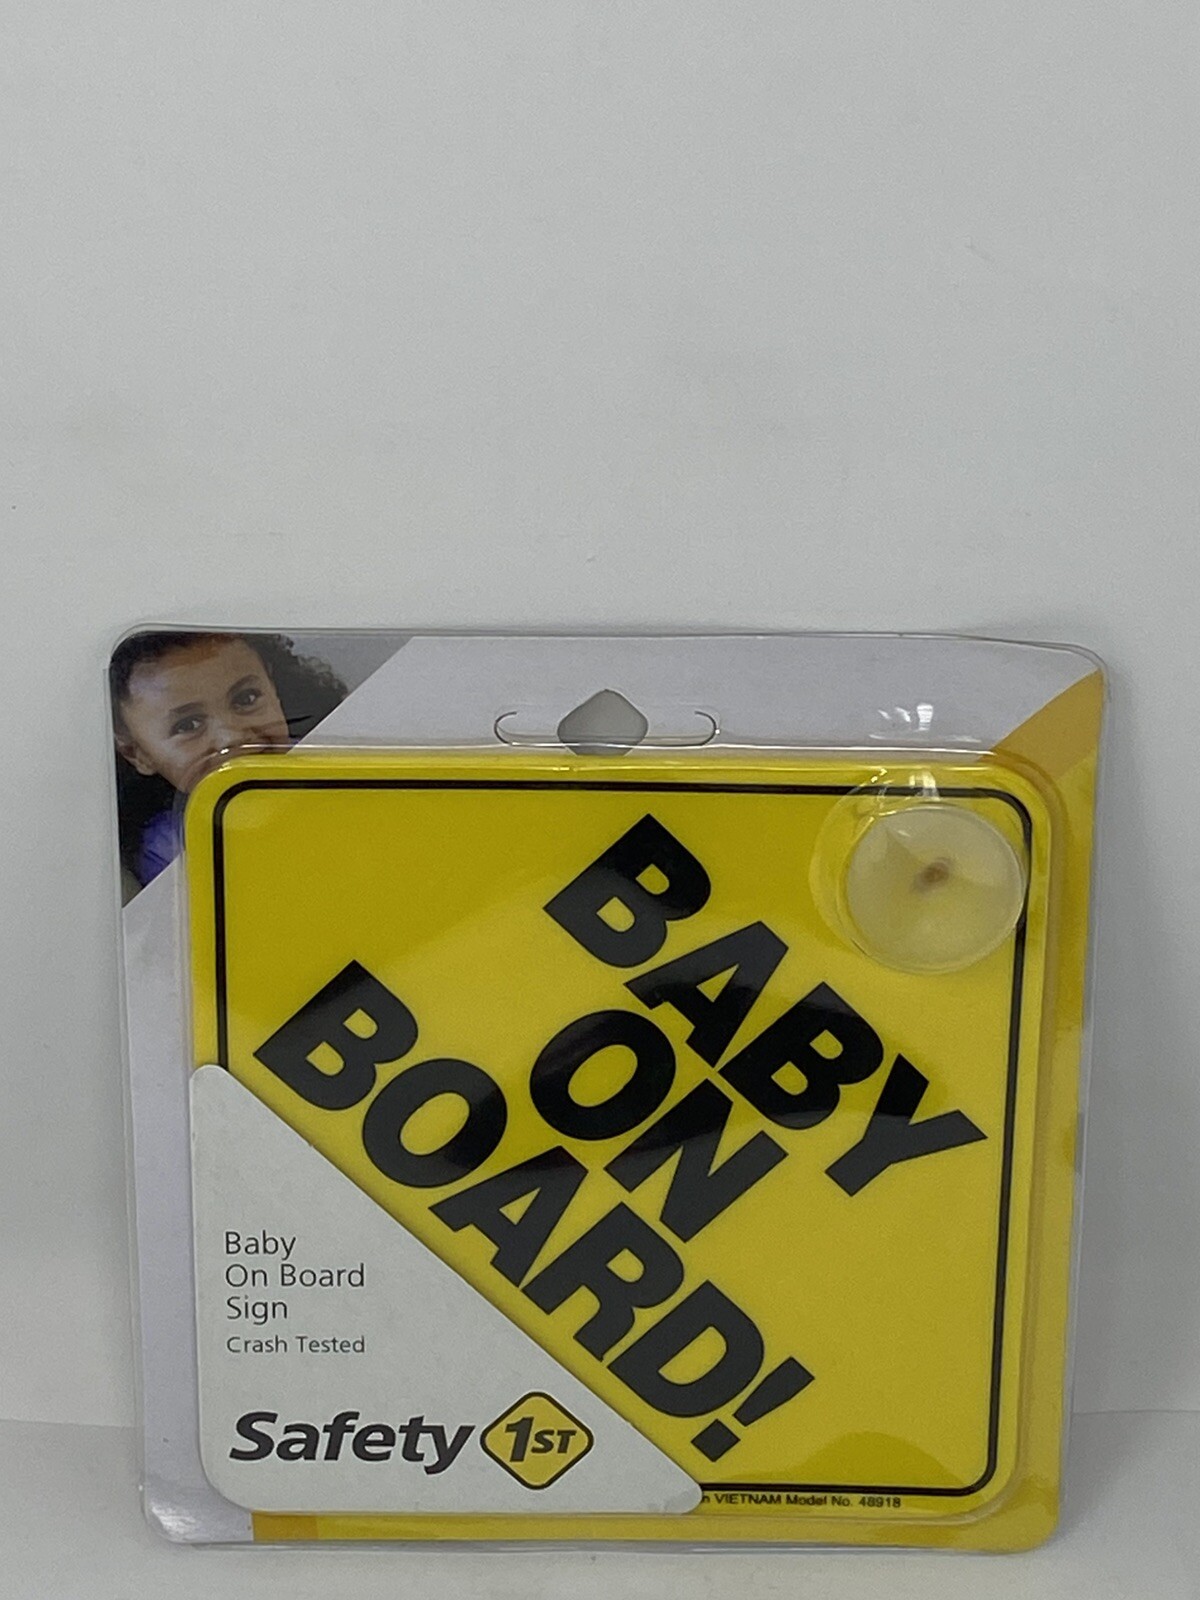 BABY
ON
BOARD!
Baby
On Board
Sign
Crash Tested
Safety 1ST
VIETNAM Model No. 48918